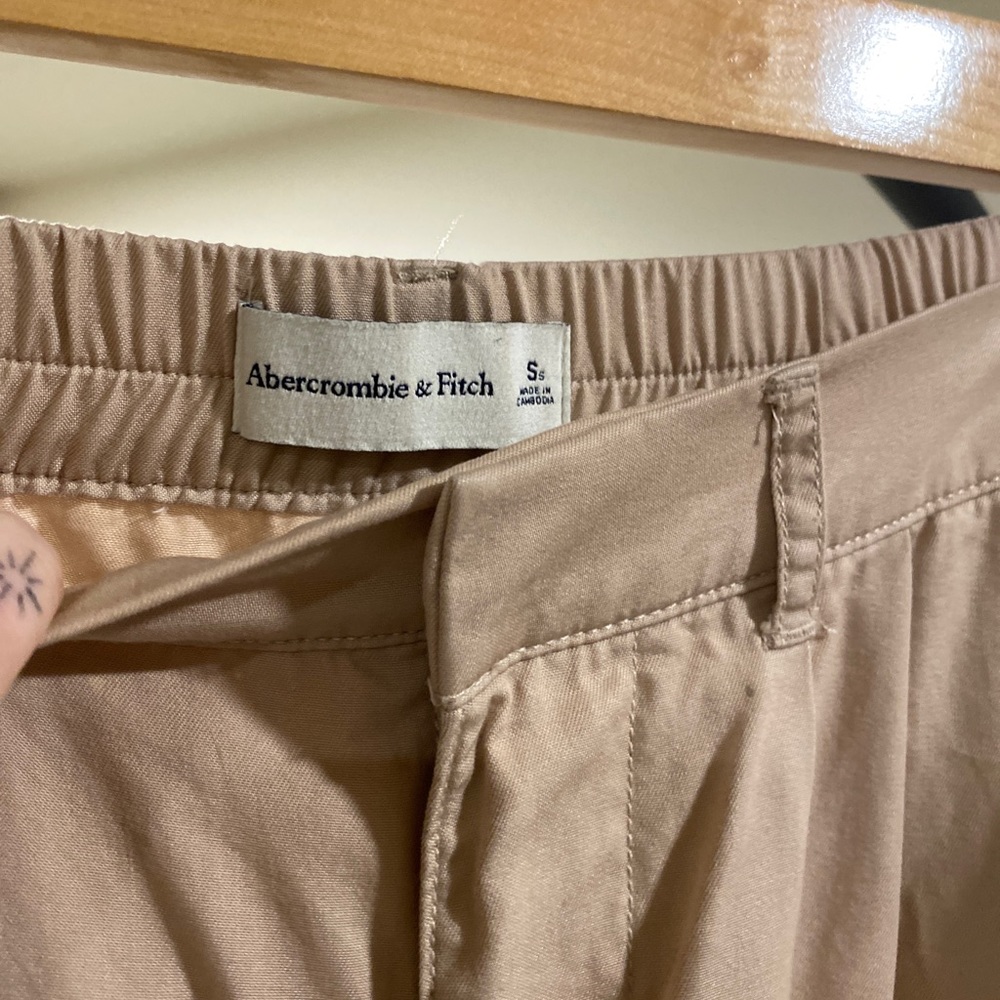 Abercrombie & Fitch
Ss
MADE IN
CAMBODIA